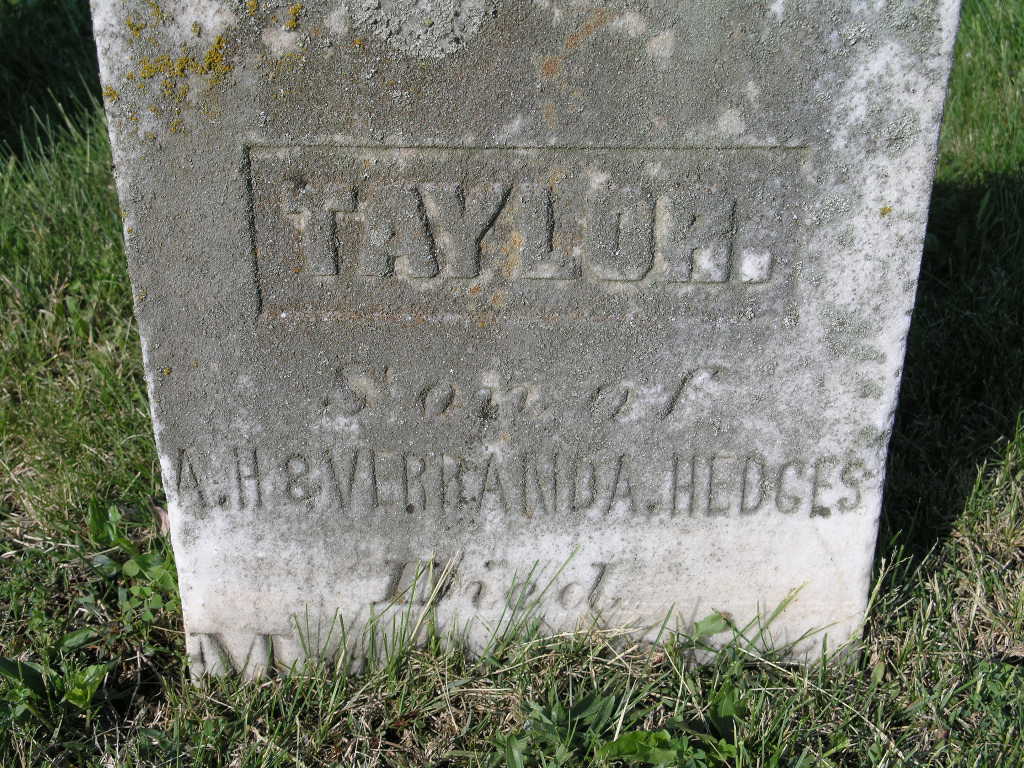 TAYLOR.
Son of
A. H & VERRANDA. HEDGES
Died